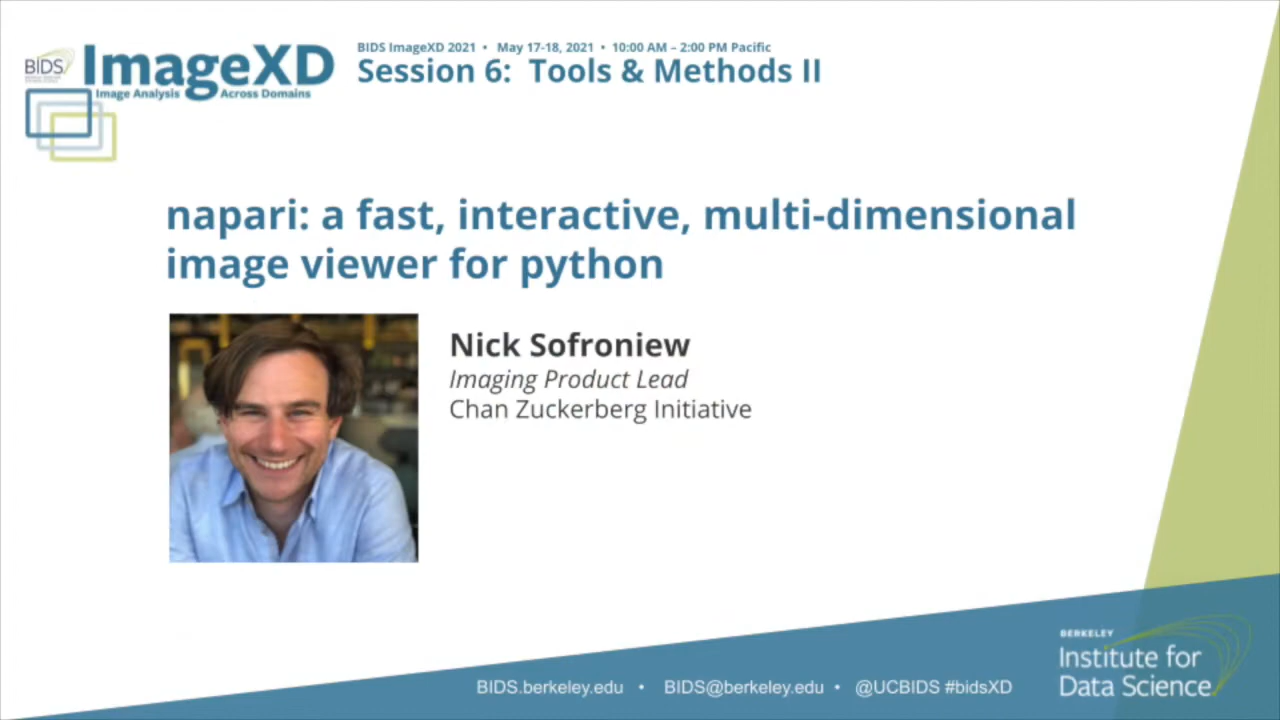 BIDS
ImageXD
Image Analysis Across Domains
BIDS ImageXD 2021 • May 17-18, 2021 • 10:00 AM – 2:00 PM Pacific
Session 6: Tools & Methods II
napari: a fast, interactive, multi-dimensional
image viewer for python
Nick Sofroniew
Imaging Product Lead
Chan Zuckerberg Initiative
BERKELEY
Institute for
Data Science
BIDS.berkeley.edu • BIDS@berkeley.edu • @UCBIDS #bidsXD